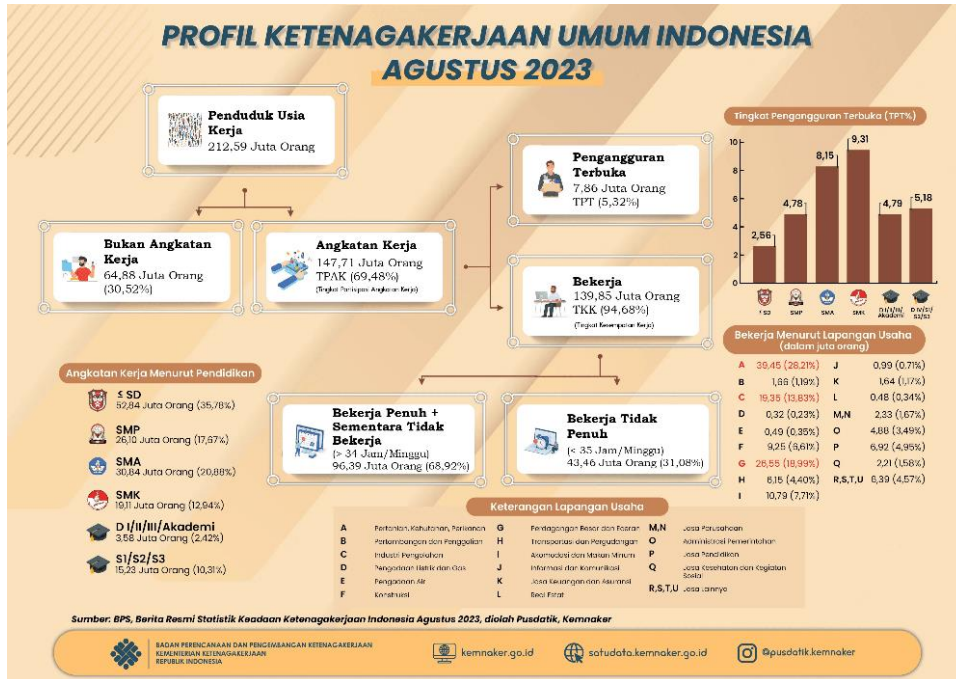 PROFIL KETENAGAKERJAAN UMUM INDONESIA
AGUSTUS 2023
Penduduk Usia
Kerja
212,59 Juta Orang
Bukan Angkatan
Kerja
64,88 Juta Orang
(30,52%)
Angkatan Kerja
147,71 Juta Orang
TPAK (69,48%)
(Tingkat Partisipasi Angkatan Kerja)
Pengangguran
Terbuka
7,86 Juta Orang
TPT (5,32%)
Bekerja
139,85 Juta Orang
TKK (94,68%)
(Tingkat Kesempatan Kerja)
Bekerja Penuh +
Sementara Tidak
Bekerja
(> 34 Jam/Minggu)
96,39 Juta Orang (68,92%)
Bekerja Tidak
Penuh
(< 35 Jam/Minggu)
43,46 Juta Orang (31,08%)
Tingkat Pengangguran Terbuka (TPT%)
10
8
6
4
2
0
2,56
4,78
8,15
9,31
4,79
5,18
SMP
SMA
SMK
D I/II/III/
Akademi
D IV/S1/
S2/S3
Bekerja Menurut Lapangan Usaha
(dalam juta orang)
A 39,45 (28,21%)
B 1,66 (1,19%)
C 19,35 (13,83%)
D 0,32 (0,23%)
E 0,49 (0,35%)
F 9,25 (6,61%)
G 26,55 (18,99%)
H 6,15 (4,40%)
I 10,79 (7,71%)
J 0,99 (0,71%)
K 1,64 (1,17%)
L 0,48 (0,34%)
M,N 2,33 (1,67%)
O 4,88 (3,49%)
P 6,92 (4,95%)
Q 2,21 (1,58%)
R,S,T,U 6,39 (4,57%)
Angkatan Kerja Menurut Pendidikan
≤ SD
52,84 Juta Orang (35,78%)
SMP
26,10 Juta Orang (17,67%)
SMA
30,84 Juta Orang (20,88%)
SMK
19,11 Juta Orang (12,94%)
D I/II/III/Akademi
3,58 Juta Orang (2,42%)
S1/S2/S3
15,23 Juta Orang (10,31%)
Keterangan Lapangan Usaha
A Pertanian, Kehutanan, Perikanan
B Pertambangan dan Penggalian
C Industri Pengolahan
D Pengadaan Listrik dan Gas
E Pengadaan Air
F Konstruksi
G Perdagangan Besar dan Eceran
H Transportasi dan Pergudangan
I Akomodasi dan Makan Minum
J Informasi dan Komunikasi
K Jasa Keuangan dan Asuransi
L Real Estat
M,N Jasa Perusahaan
O Administrasi Pemerintahan
P Jasa Pendidikan
Q Jasa Kesehatan dan Kegiatan
Sosial
R,S,T,U Jasa Lainnya
Sumber: BPS, Berita Resmi Statistik Keadaan Ketenagakerjaan Indonesia Agustus 2023, diolah Pusdatik, Kemnaker
BADAN PERENCANAAN DAN PENGEMBANGAN KETENAGAKERJAAN
KEMENTERIAN KETENAGAKERJAAN
REPUBLIK INDONESIA
kemnaker.go.id
satudata.kemnaker.go.id
@pusdatik.kemnaker